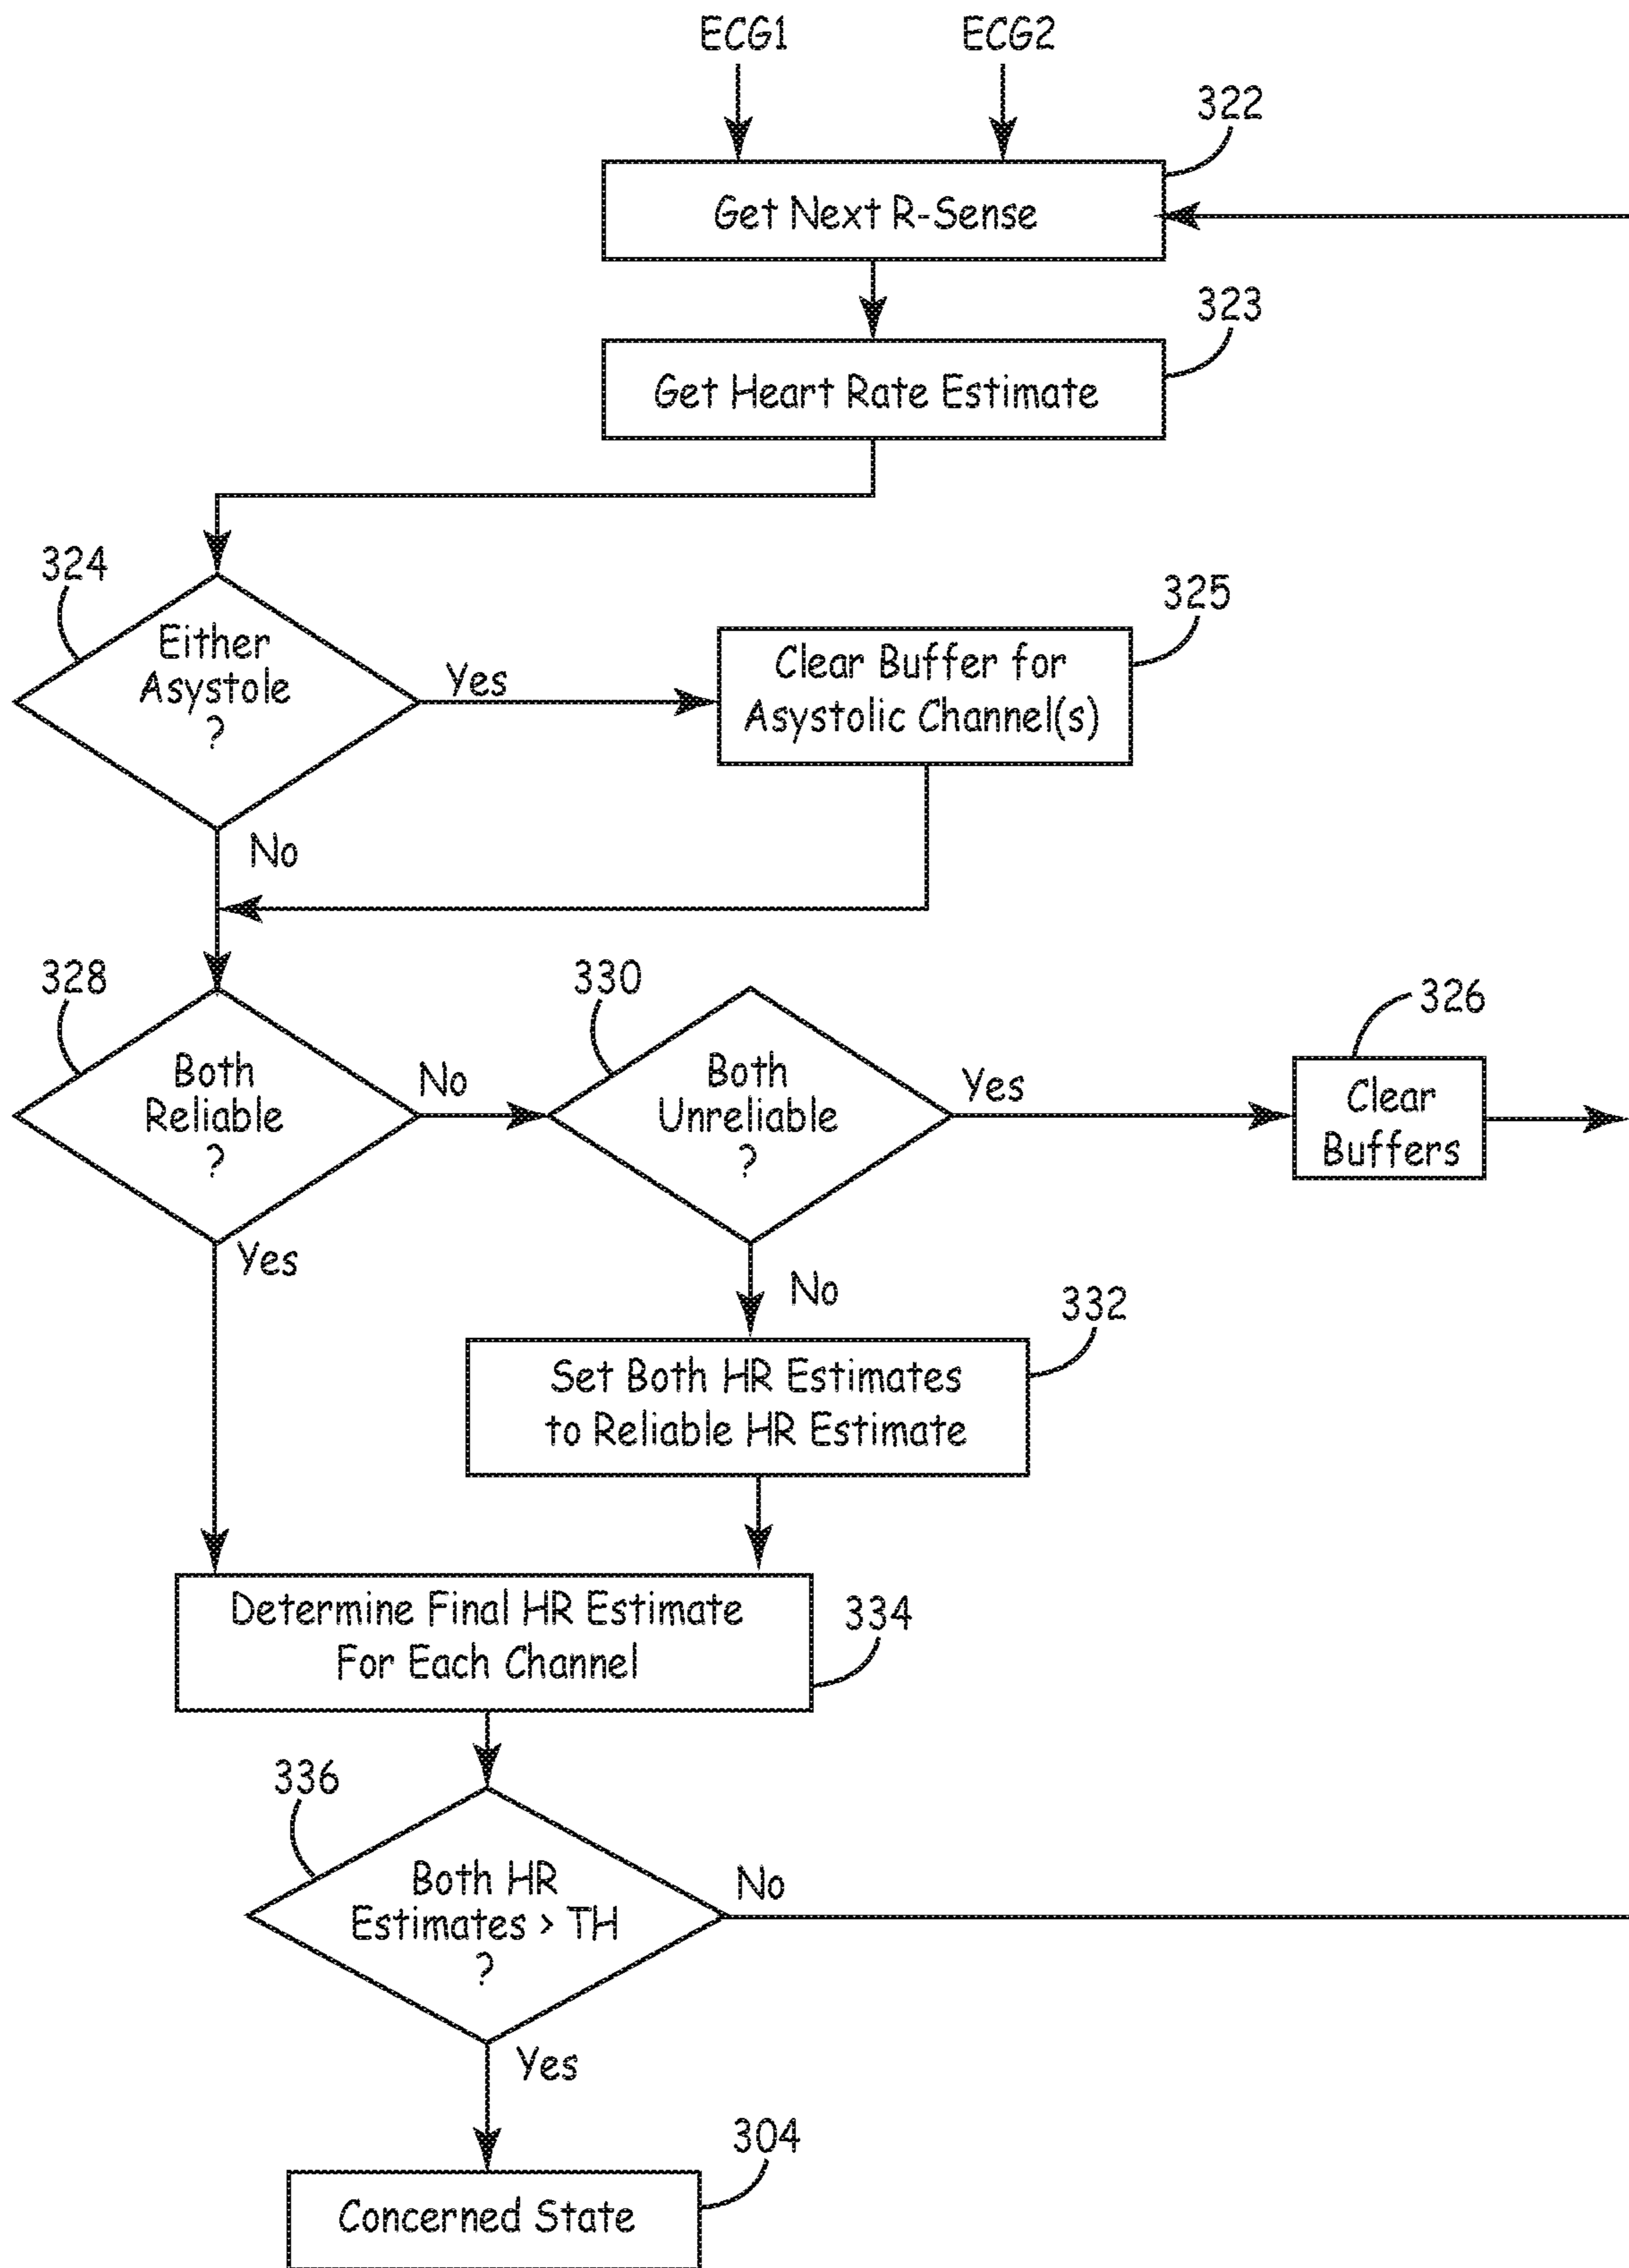 ECG1
ECG2
322
Get Next R-Sense
323
Get Heart Rate Estimate
324
Either
Asystole
?
Yes
325
Clear Buffer for
Asystolic Channel(s)
No
328
Both
Reliable
?
No
330
Both
Unreliable
?
Yes
326
Clear
Buffers
Yes
No
332
Set Both HR Estimates
to Reliable HR Estimate
Determine Final HR Estimate
For Each Channel
334
336
Both HR
Estimates > TH
?
No
Yes
304
Concerned State